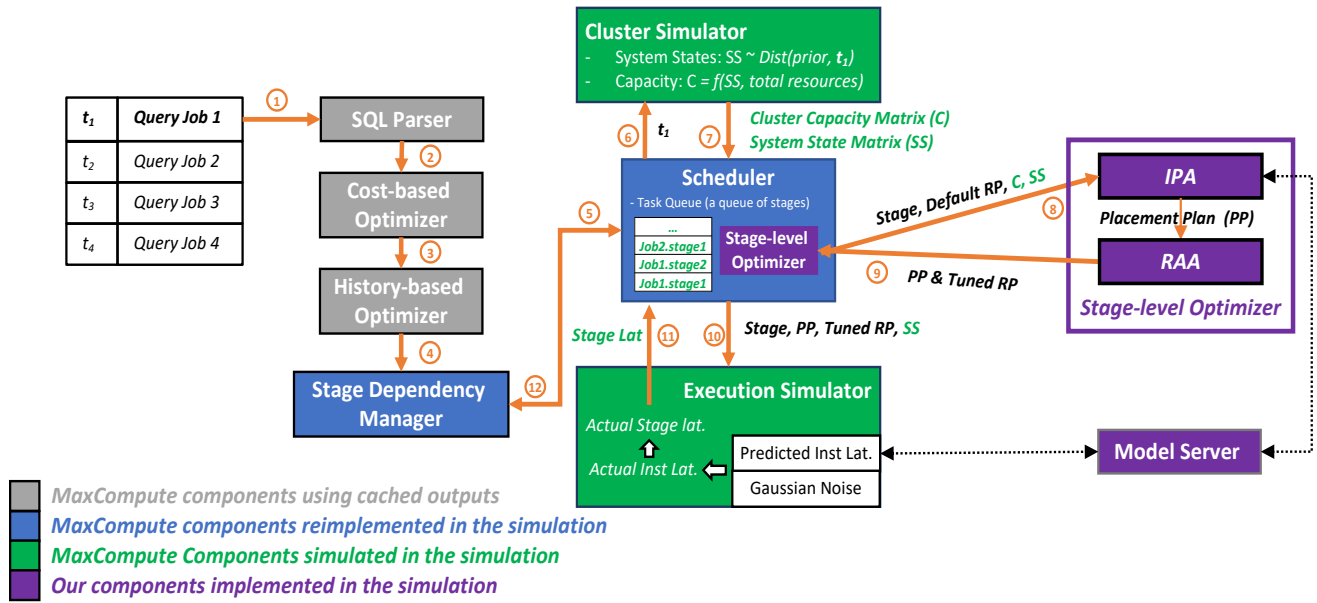 Cluster Simulator
- System States: SS ~ Dist(prior, t1)
- Capacity: C = f(SS, total resources)
t1 Query Job 1
t2 Query Job 2
t3 Query Job 3
t4 Query Job 4
1
SQL Parser
2
Cost-based
Optimizer
3
History-based
Optimizer
4
Stage Dependency
Manager
5
12
6
t1
7
Cluster Capacity Matrix (C)
System State Matrix (SS)
Scheduler
- Task Queue (a queue of stages)
...
Job2.stage1
Job1.stage2
Job1.stage1
Stage-level
Optimizer
Stage, Default RP, C, SS
8
9
PP & Tuned RP
IPA
Placement Plan (PP)
RAA
Stage-level Optimizer
Stage Lat
11
10
Stage, PP, Tuned RP, SS
Execution Simulator
Actual Stage lat.
Actual Inst Lat.
Predicted Inst Lat.
Gaussian Noise
Model Server
MaxCompute components using cached outputs
MaxCompute components reimplemented in the simulation
MaxCompute Components simulated in the simulation
Our components implemented in the simulation